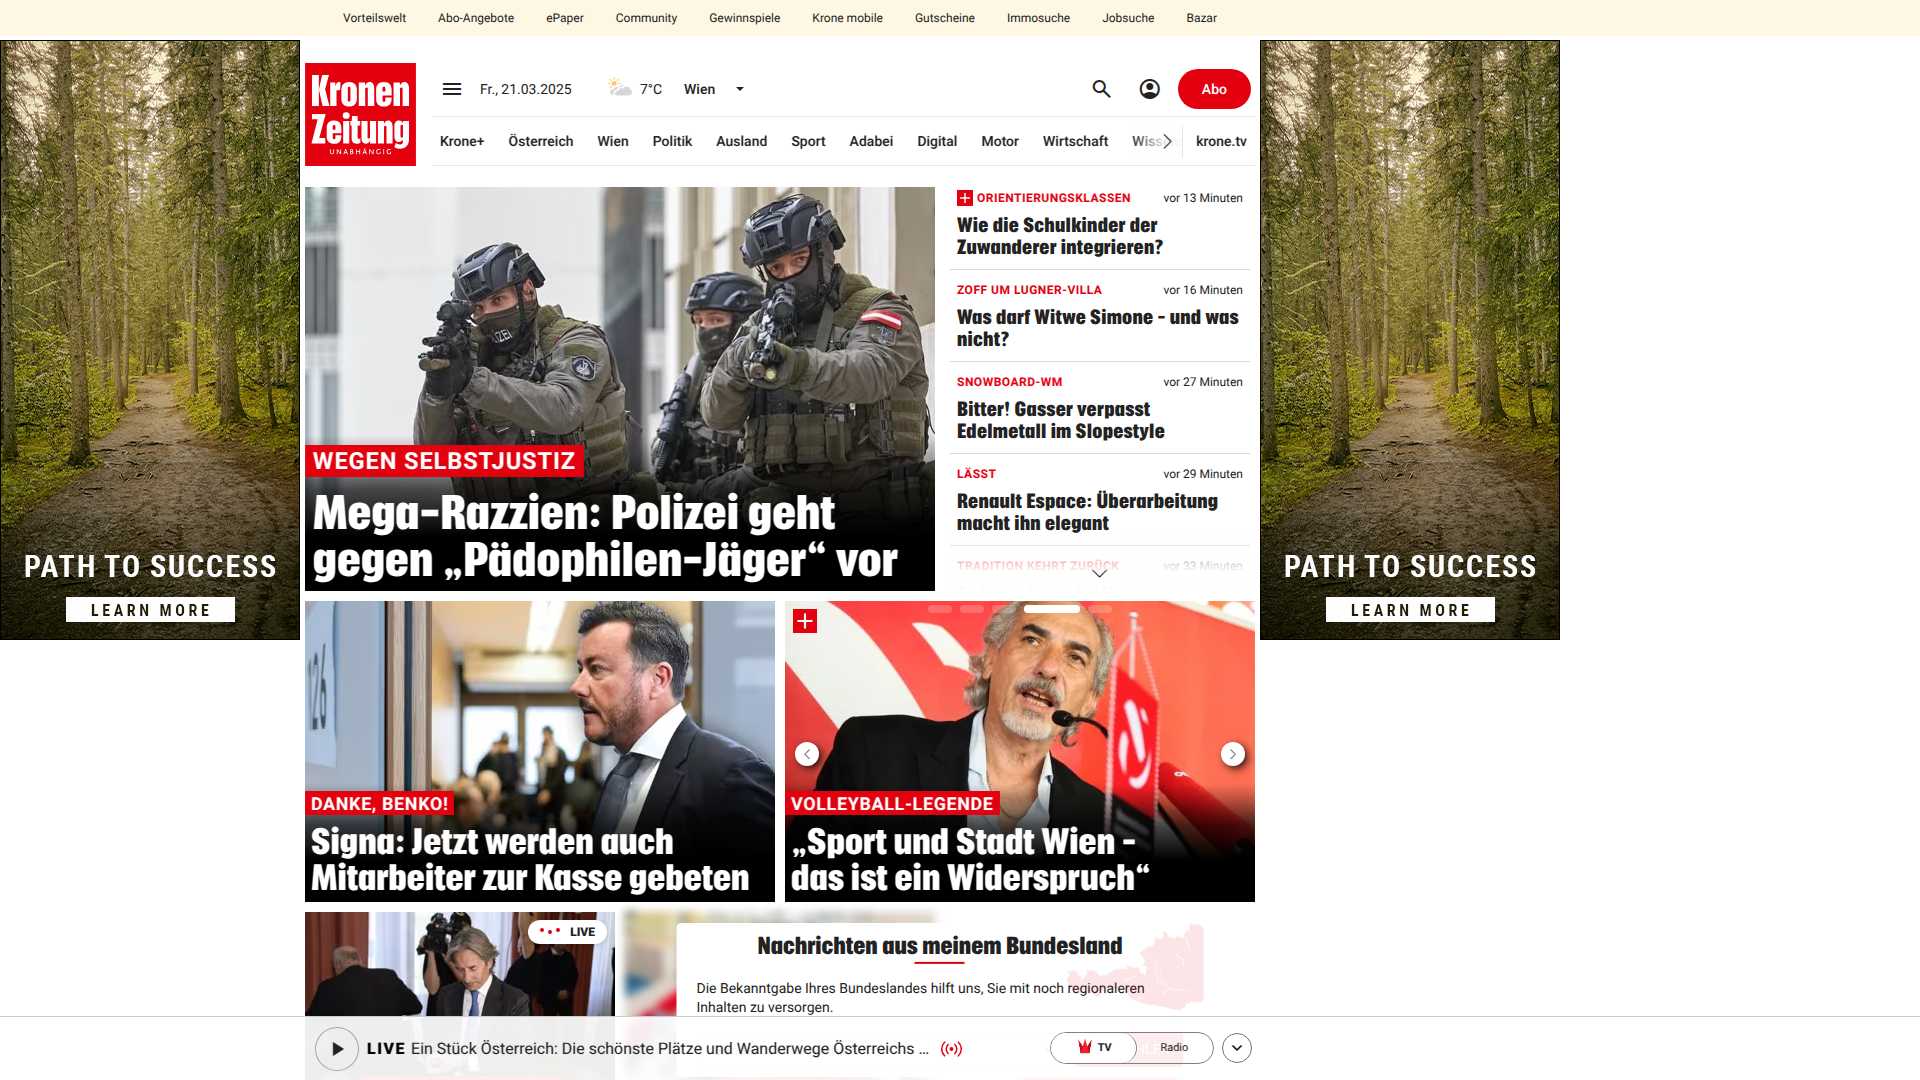 Vorteilswelt Abo-Angebote ePaper Community Gewinnspiele Krone mobile Gutscheine Immosuche Jobsuche Bazar
Kronen
Zeitung
UNABHÄNGIG
Fr., 21.03.2025 7°C Wien Abo
Krone+ Österreich Wien Politik Ausland Sport Adabei Digital Motor Wirtschaft krone.tv
POLIZEI
WEGEN SELBSTJUSTIZ
Mega-Razzien: Polizei geht
gegen „Pädophilen-Jäger“ vor
ORIENTIERUNGSKLASSEN vor 13 Minuten
Wie die Schulkinder der
Zuwanderer integrieren?
ZOFF UM LUGNER-VILLA vor 16 Minuten
Was darf Witwe Simone – und was
nicht?
SNOWBOARD-WM vor 27 Minuten
Bitter! Gasser verpasst
Edelmetall im Slopestyle
LÄSST vor 29 Minuten
Renault Espace: Überarbeitung
macht ihn elegant
TRADITION KEHRT ZURÜCK vor 33 Minuten
PATH TO SUCCESS
LEARN MORE
PATH TO SUCCESS
LEARN MORE
126
DANKE, BENKO!
Signa: Jetzt werden auch
Mitarbeiter zur Kasse gebeten
VOLLEYBALL-LEGENDE
„Sport und Stadt Wien –
das ist ein Widerspruch“
LIVE
Nachrichten aus meinem Bundesland
Die Bekanntgabe Ihres Bundeslandes hilft uns, Sie mit noch regionaleren
Inhalten zu versorgen.
LIVE Ein Stück Österreich: Die schönste Plätze und Wanderwege Österreichs ... TV Radio